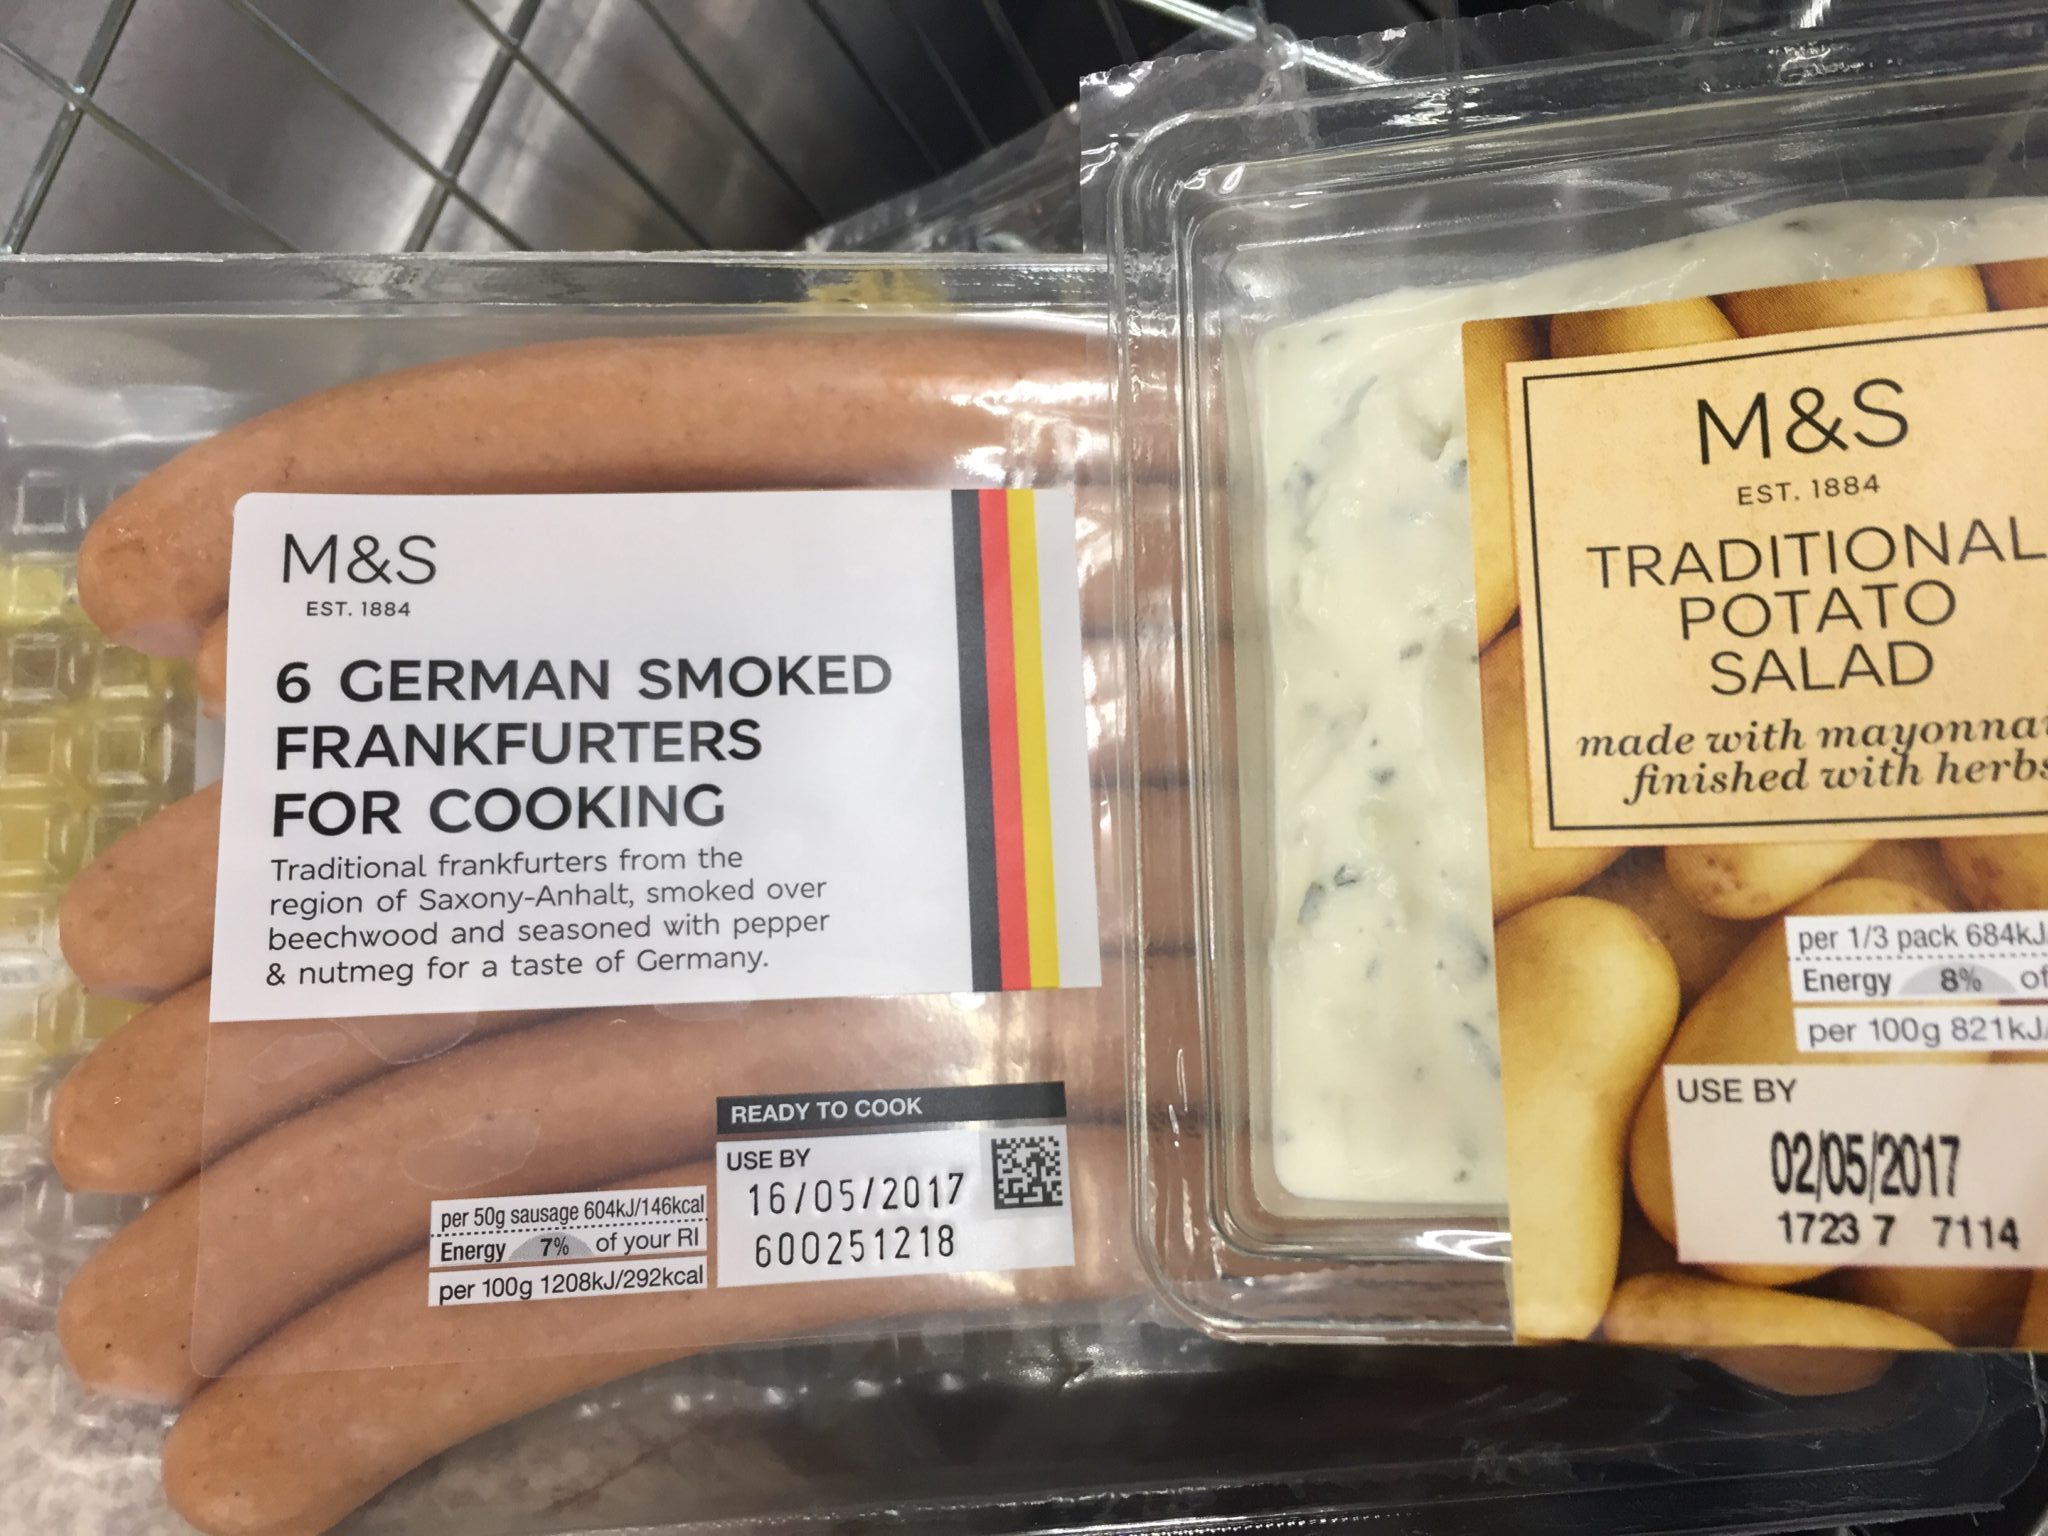 M&S
EST. 1884
6 GERMAN SMOKED
FRANKFURTERS
FOR COOKING
Traditional frankfurters from the
region of Saxony-Anhalt, smoked over
beechwood and seasoned with pepper
& nutmeg for a taste of Germany.
READY TO COOK
USE BY
16/05/2017
600251218
per 50g sausage 604kJ/146kcal
Energy 7% of your RI
per 100g 1208kJ/292kcal
M&S
EST. 1884
TRADITIONAL
POTATO
SALAD
made with
finished with herbs
per 1/3 pack 684kJ
Energy 8% of
per 100g 821kJ/
USE BY
02/05/2017
1723 7 7114